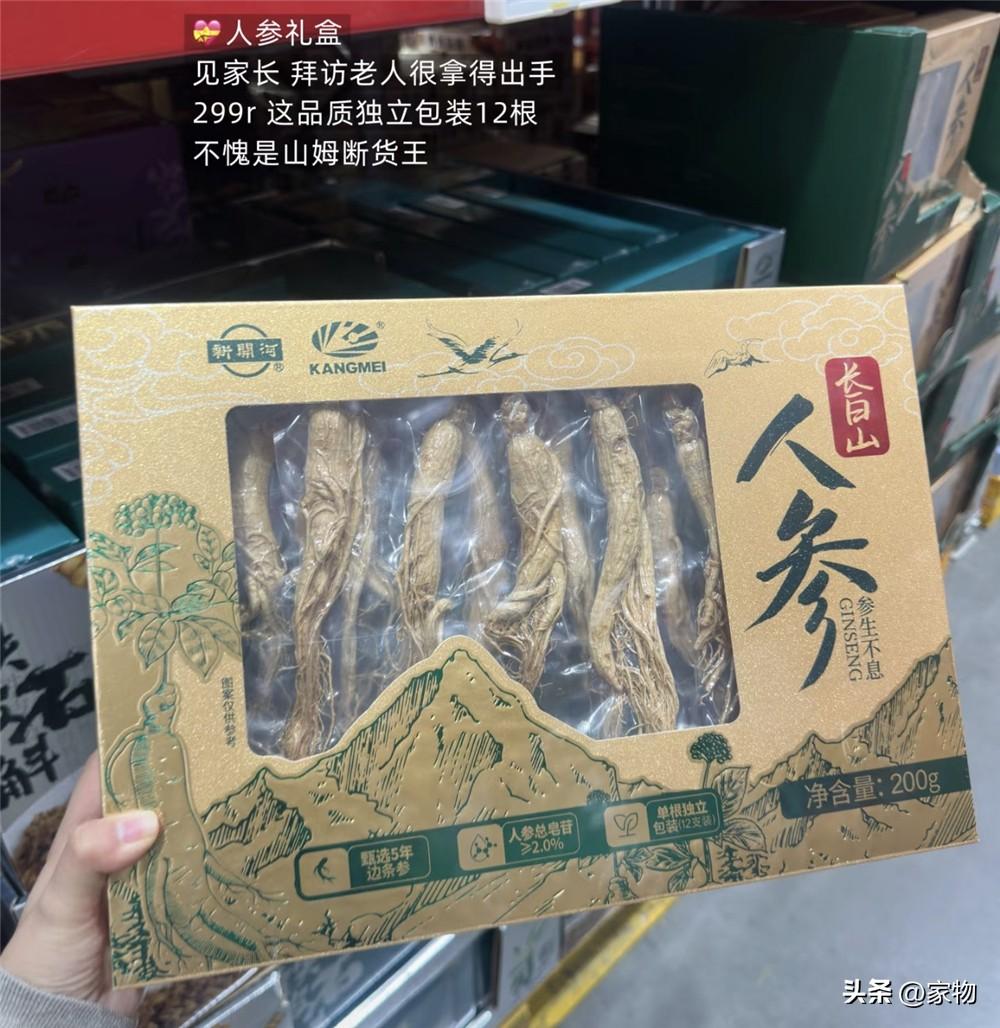 💝人参礼盒
见家长 拜访老人很拿得出手
299r 这品质独立包装12根
不愧是山姆断货王
新開河®
KANGMEI®
长白山
人参
参生不息
GINSENG
图案仅供参考
净含量：200g
甄选5年
边条参
人参总皂苷
≥2.0%
单根独立
包装(12支装)
头条 @家物